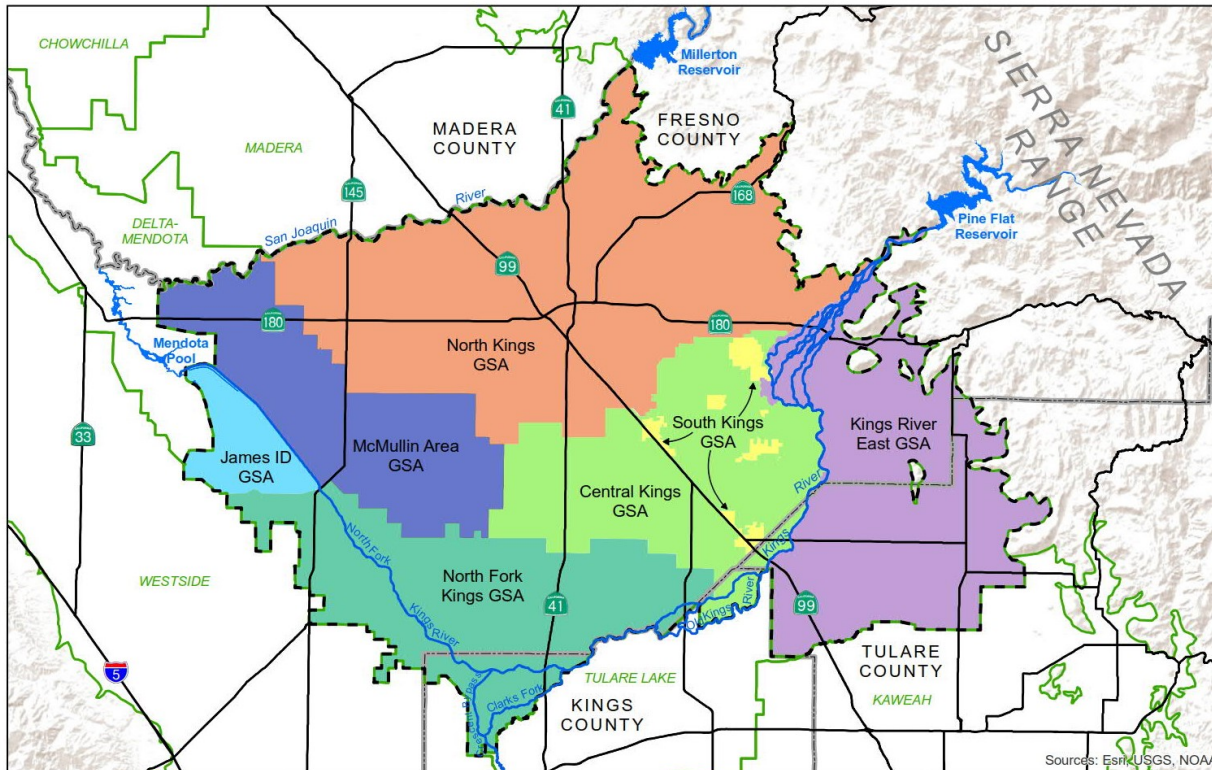 CHOWCHILLA
Millerton
Reservoir
SIERRA NEVADA
RANGE
41
FRESNO
COUNTY
MADERA
COUNTY
MADERA
145
168
River
San Joaquin
DELTA-
MENDOTA
Pine Flat
Reservoir
99
180
180
Mendota
Pool
North Kings
GSA
South Kings
GSA
Kings River
East GSA
33
James ID
GSA
McMullin Area
GSA
Central Kings
GSA
River
Kings
North Fork
WESTSIDE
North Fork
Kings GSA
Kings
River
41
Old Kings River
99
TULARE
COUNTY
5
TULARE LAKE
KAWEAH
Clarks Fork
KINGS
COUNTY
Sources: Esri, USGS, NOAA